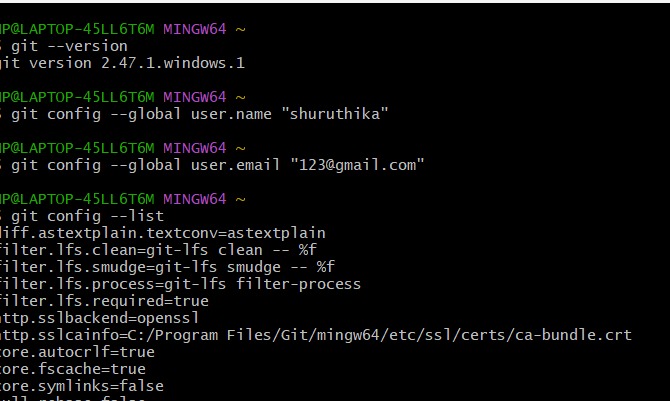 HP@LAPTOP-45LL6T6M MINGW64 ~
$ git --version
git version 2.47.1.windows.1
HP@LAPTOP-45LL6T6M MINGW64 ~
$ git config --global user.name "shuruthika"
HP@LAPTOP-45LL6T6M MINGW64 ~
$ git config --global user.email "123@gmail.com"
HP@LAPTOP-45LL6T6M MINGW64 ~
$ git config --list
diff.astextplain.textconv=astextplain
filter.lfs.clean=git-lfs clean -- %f
filter.lfs.smudge=git-lfs smudge -- %f
filter.lfs.process=git-lfs filter-process
filter.lfs.required=true
http.sslbackend=openssl
http.sslcainfo=C:/Program Files/Git/mingw64/etc/ssl/certs/ca-bundle.crt
core.autocrlf=true
core.fscache=true
core.symlinks=false
pull.rebase=false